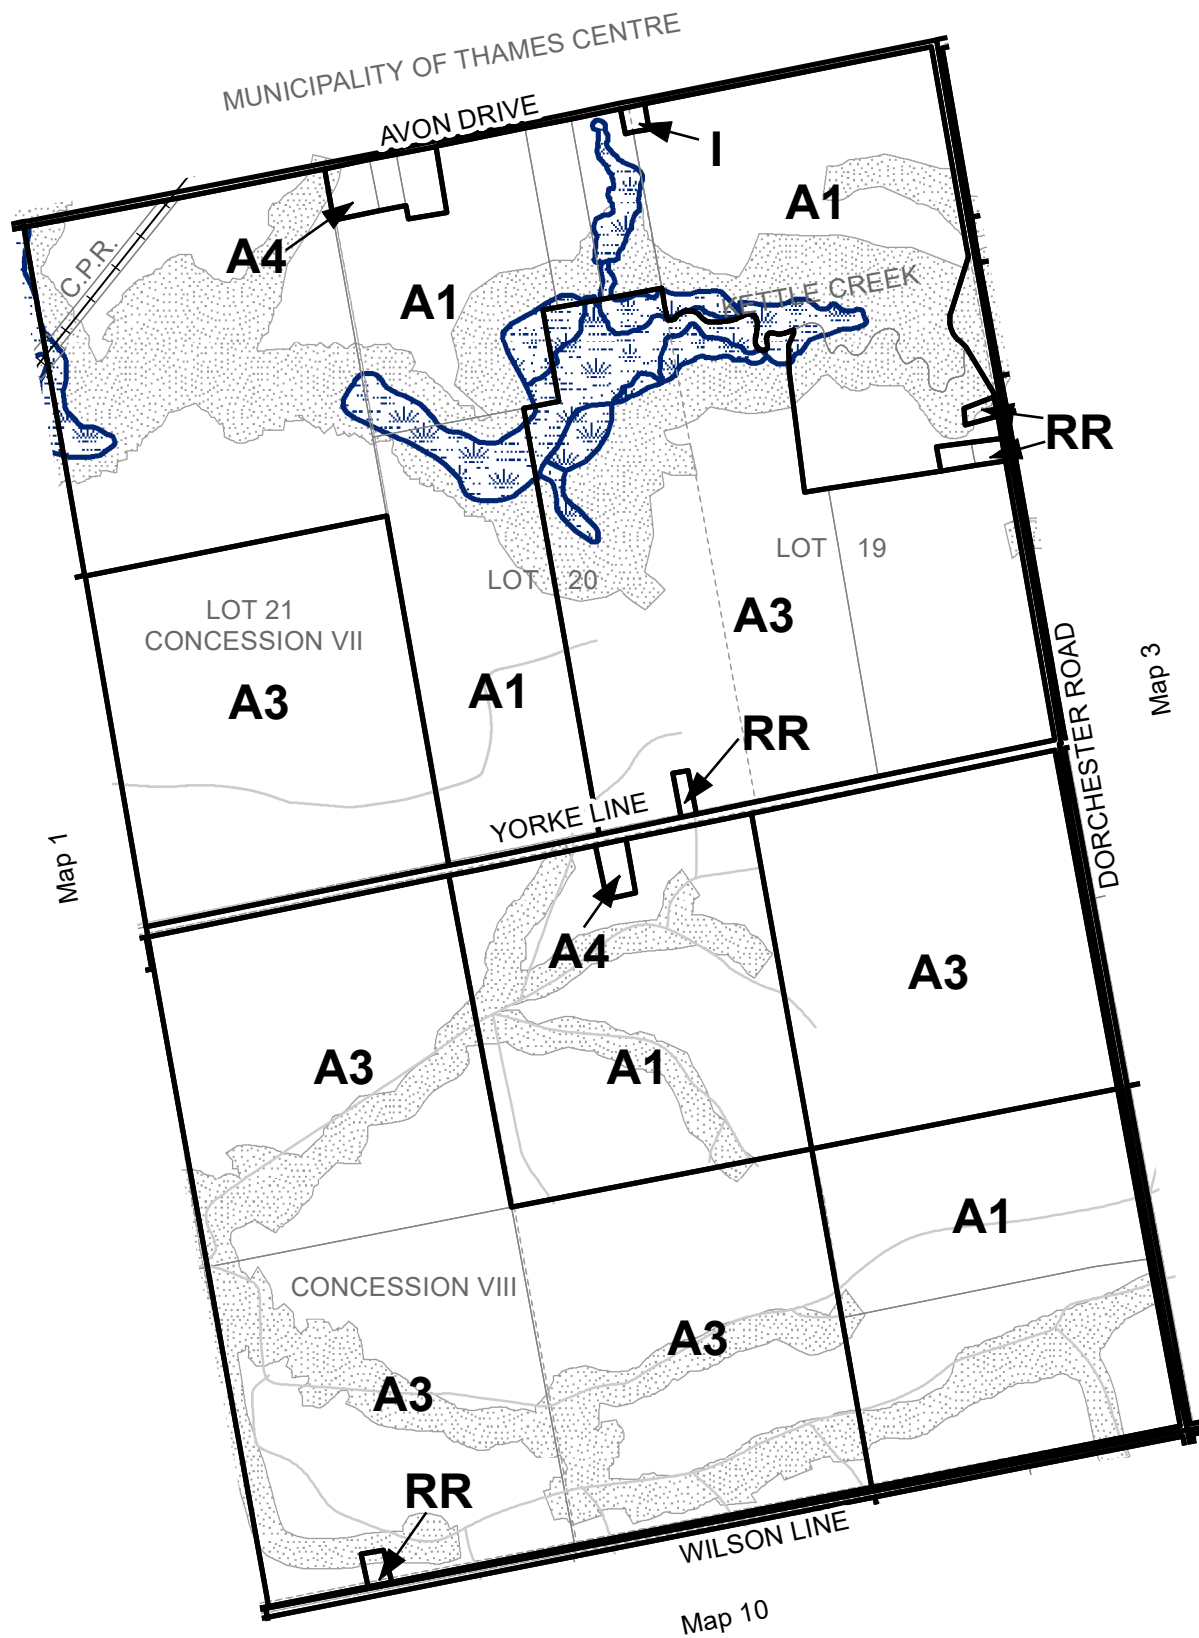 MUNICIPALITY OF THAMES CENTRE
AVON DRIVE
I
A1
C.P.R.
A4
A1
KETTLE CREEK
RR
LOT 19
LOT 20
LOT 21
CONCESSION VII
A3
A3
A1
RR
YORKE LINE
DORCHESTER ROAD
Map 3
Map 1
A4
A3
A3
A1
A1
CONCESSION VIII
A3
A3
RR
WILSON LINE
Map 10